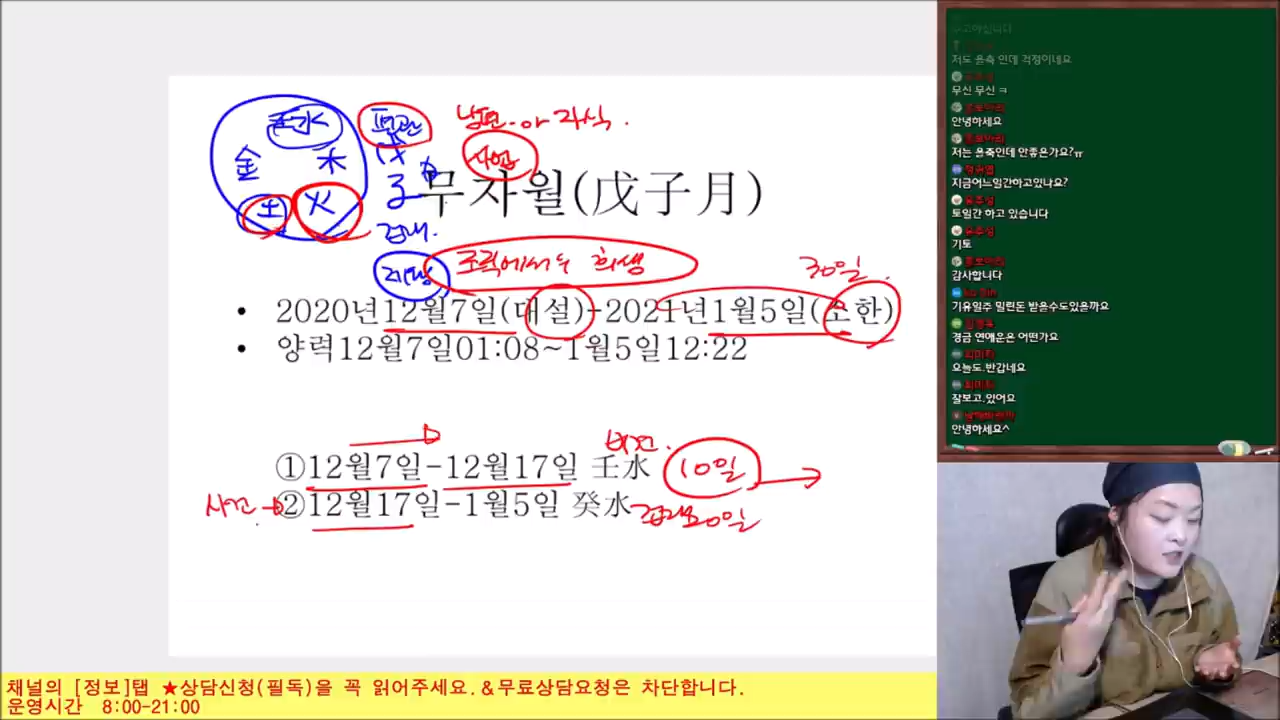 壬水
편관
남편
자식
金
木
戊
사업
土
火
子
무자월(戊子月)
겁재
조직에서는 희생
30일
• 2020년12월7일(대설)-2021년1월5일(소한)
• 양력12월7일01:08~1월5일12:22
비견
①12월7일-12월17일 壬水 10일
사건
②12월17일-1월5일 癸水 겁재 20일
저도 을축 인데 걱정이네요
무신 무신 ㅋ
안녕하세요
저는 을축인데 안좋은가요?ㅠ
지금어느일간하고있나요?
토일간 하고 있습니다
기토
감사합니다
기유일주 밀린돈 받을수도있을까요
경금 연애운은 어떤가요
오늘도.반갑네요
잘보고.있어요
안녕하세요^
채널의 [정보]탭 ★상담신청(필독)을 꼭 읽어주세요.&무료상담요청은 차단합니다.
운영시간 8:00-21:00